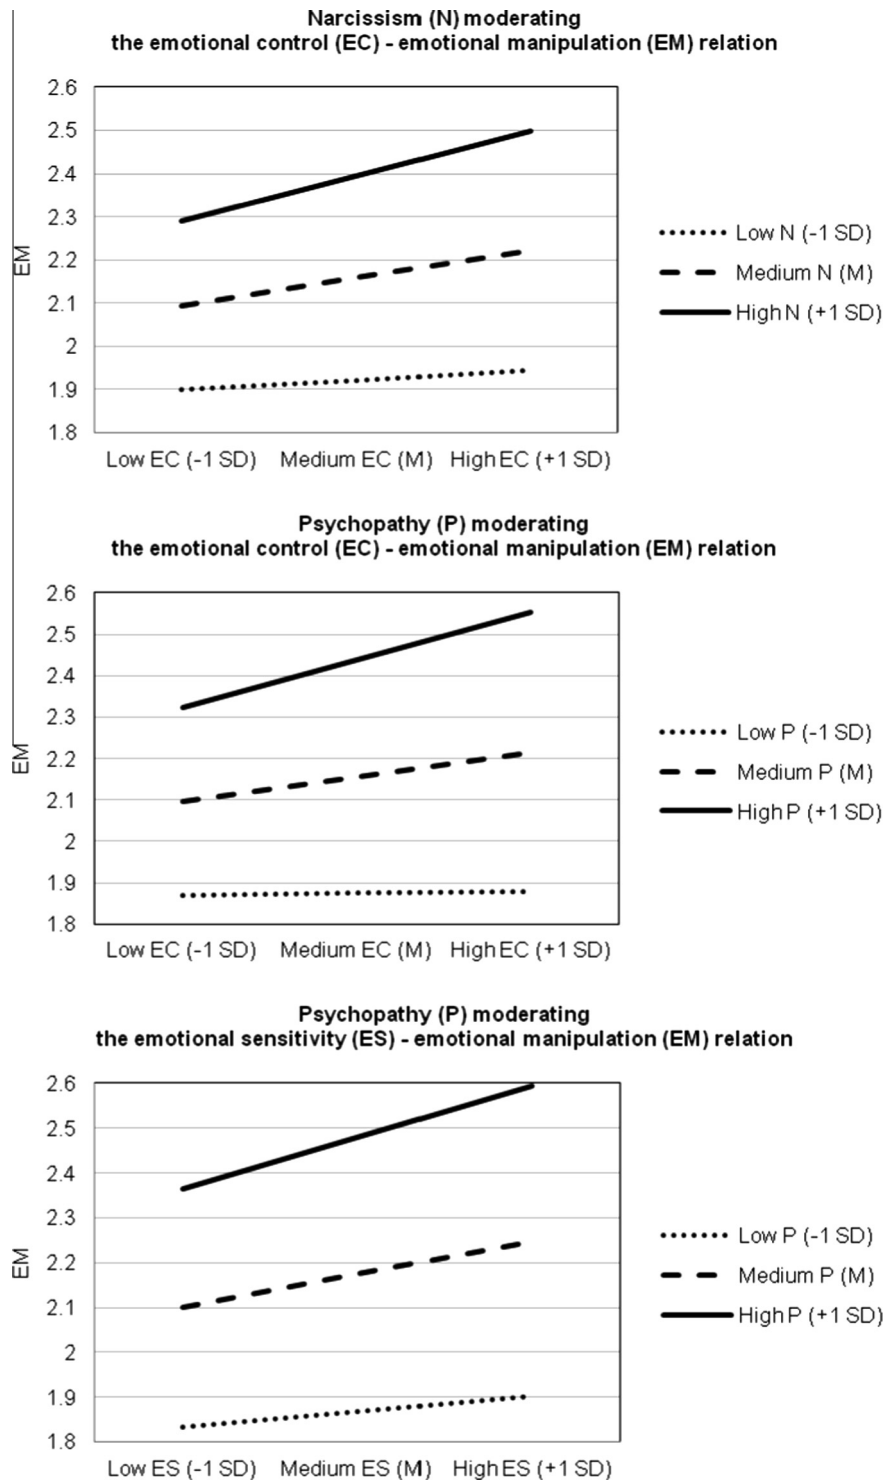 Narcissism (N) moderating
the emotional control (EC) - emotional manipulation (EM) relation
2.6
2.5
2.4
2.3
2.2
2.1
2
1.9
1.8
EM
Low EC (-1 SD) Medium EC (M) High EC (+1 SD)
Low N (-1 SD)
Medium N (M)
High N (+1 SD)
Psychopathy (P) moderating
the emotional control (EC) - emotional manipulation (EM) relation
2.6
2.5
2.4
2.3
2.2
2.1
2
1.9
1.8
EM
Low EC (-1 SD) Medium EC (M) High EC (+1 SD)
Low P (-1 SD)
Medium P (M)
High P (+1 SD)
Psychopathy (P) moderating
the emotional sensitivity (ES) - emotional manipulation (EM) relation
2.6
2.5
2.4
2.3
2.2
2.1
2
1.9
1.8
EM
Low ES (-1 SD) Medium ES (M) High ES (+1 SD)
Low P (-1 SD)
Medium P (M)
High P (+1 SD)